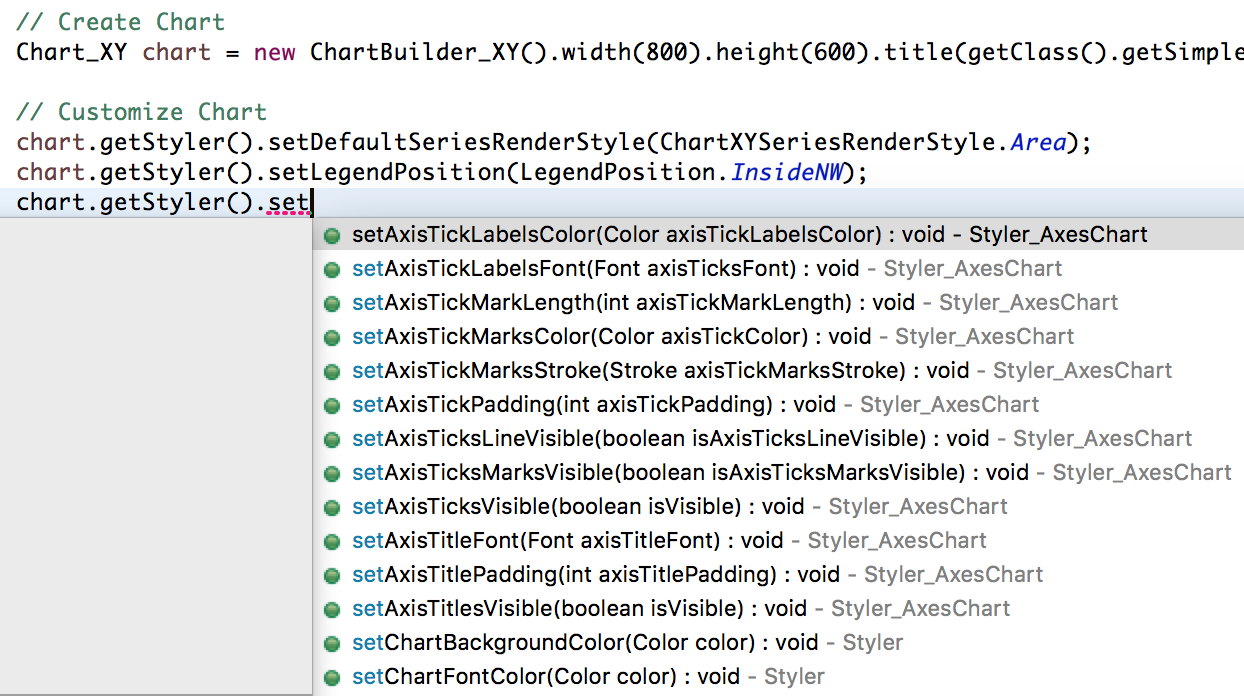 // Create Chart
Chart_XY chart = new ChartBuilder_XY().width(800).height(600).title(getClass().getSimple
// Customize Chart
chart.getStyler().setDefaultSeriesRenderStyle(ChartXYSeriesRenderStyle.Area);
chart.getStyler().setLegendPosition(LegendPosition.InsideNW);
chart.getStyler().set
setAxisTickLabelsColor(Color axisTickLabelsColor) : void - Styler_AxesChart
setAxisTickLabelsFont(Font axisTicksFont) : void - Styler_AxesChart
setAxisTickMarkLength(int axisTickMarkLength) : void - Styler_AxesChart
setAxisTickMarksColor(Color axisTickColor) : void - Styler_AxesChart
setAxisTickMarksStroke(Stroke axisTickMarksStroke) : void - Styler_AxesChart
setAxisTickPadding(int axisTickPadding) : void - Styler_AxesChart
setAxisTicksLineVisible(boolean isAxisTicksLineVisible) : void - Styler_AxesChart
setAxisTicksMarksVisible(boolean isAxisTicksMarksVisible) : void - Styler_AxesChart
setAxisTicksVisible(boolean isVisible) : void - Styler_AxesChart
setAxisTitleFont(Font axisTitleFont) : void - Styler_AxesChart
setAxisTitlePadding(int axisTitlePadding) : void - Styler_AxesChart
setAxisTitlesVisible(boolean isVisible) : void - Styler_AxesChart
setChartBackgroundColor(Color color) : void - Styler
setChartFontColor(Color color) : void - Styler